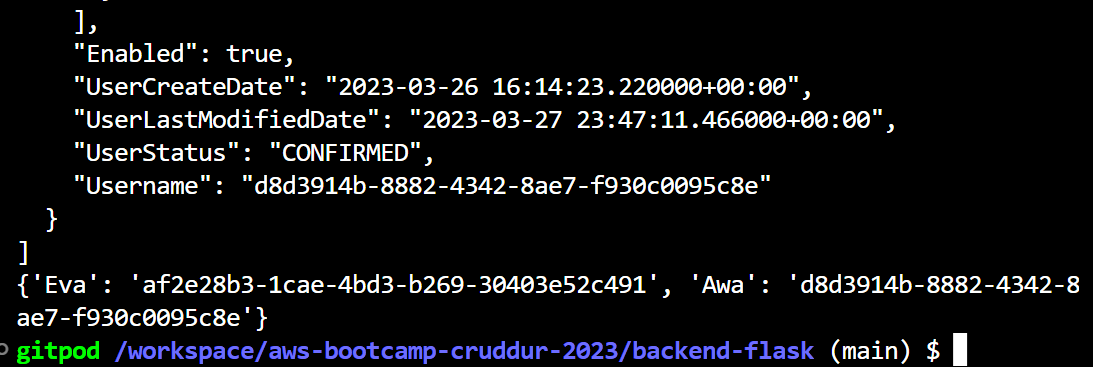 ],
"Enabled": true,
"UserCreateDate": "2023-03-26 16:14:23.220000+00:00",
"UserLastModifiedDate": "2023-03-27 23:47:11.466000+00:00",
"UserStatus": "CONFIRMED",
"Username": "d8d3914b-8882-4342-8ae7-f930c0095c8e"
}
]
{'Eva': 'af2e28b3-1cae-4bd3-b269-30403e52c491', 'Awa': 'd8d3914b-8882-4342-8
ae7-f930c0095c8e'}
gitpod /workspace/aws-bootcamp-cruddur-2023/backend-flask (main) $